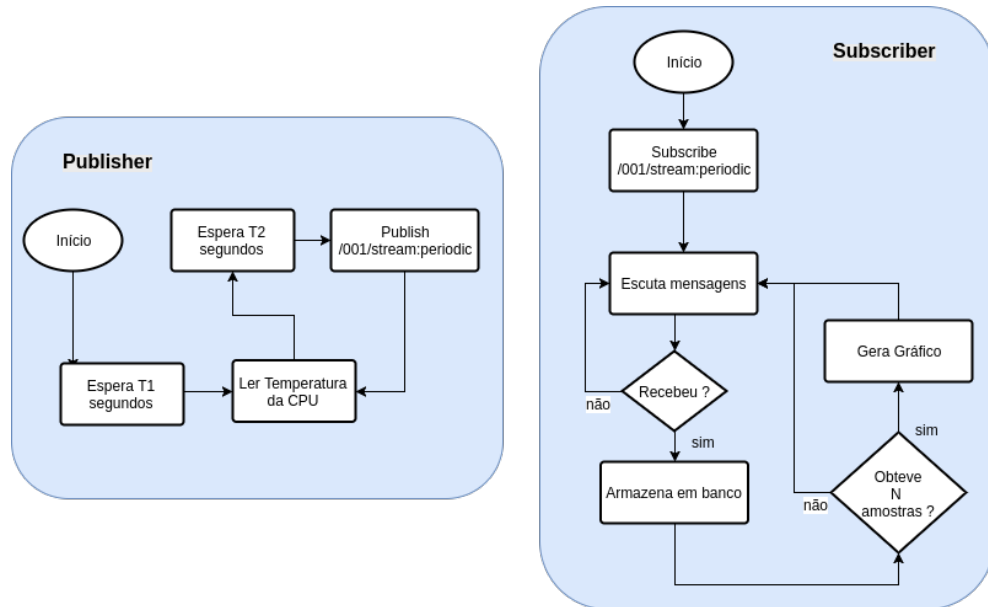 Publisher
Início
Espera T2
segundos
Publish
/001/stream:periodic
Espera T1
segundos
Ler Temperatura
da CPU
Subscriber
Início
Subscribe
/001/stream:periodic
Escuta mensagens
Recebeu ?
não
sim
Armazena em banco
Gera Gráfico
sim
Obteve
N
amostras ?
não